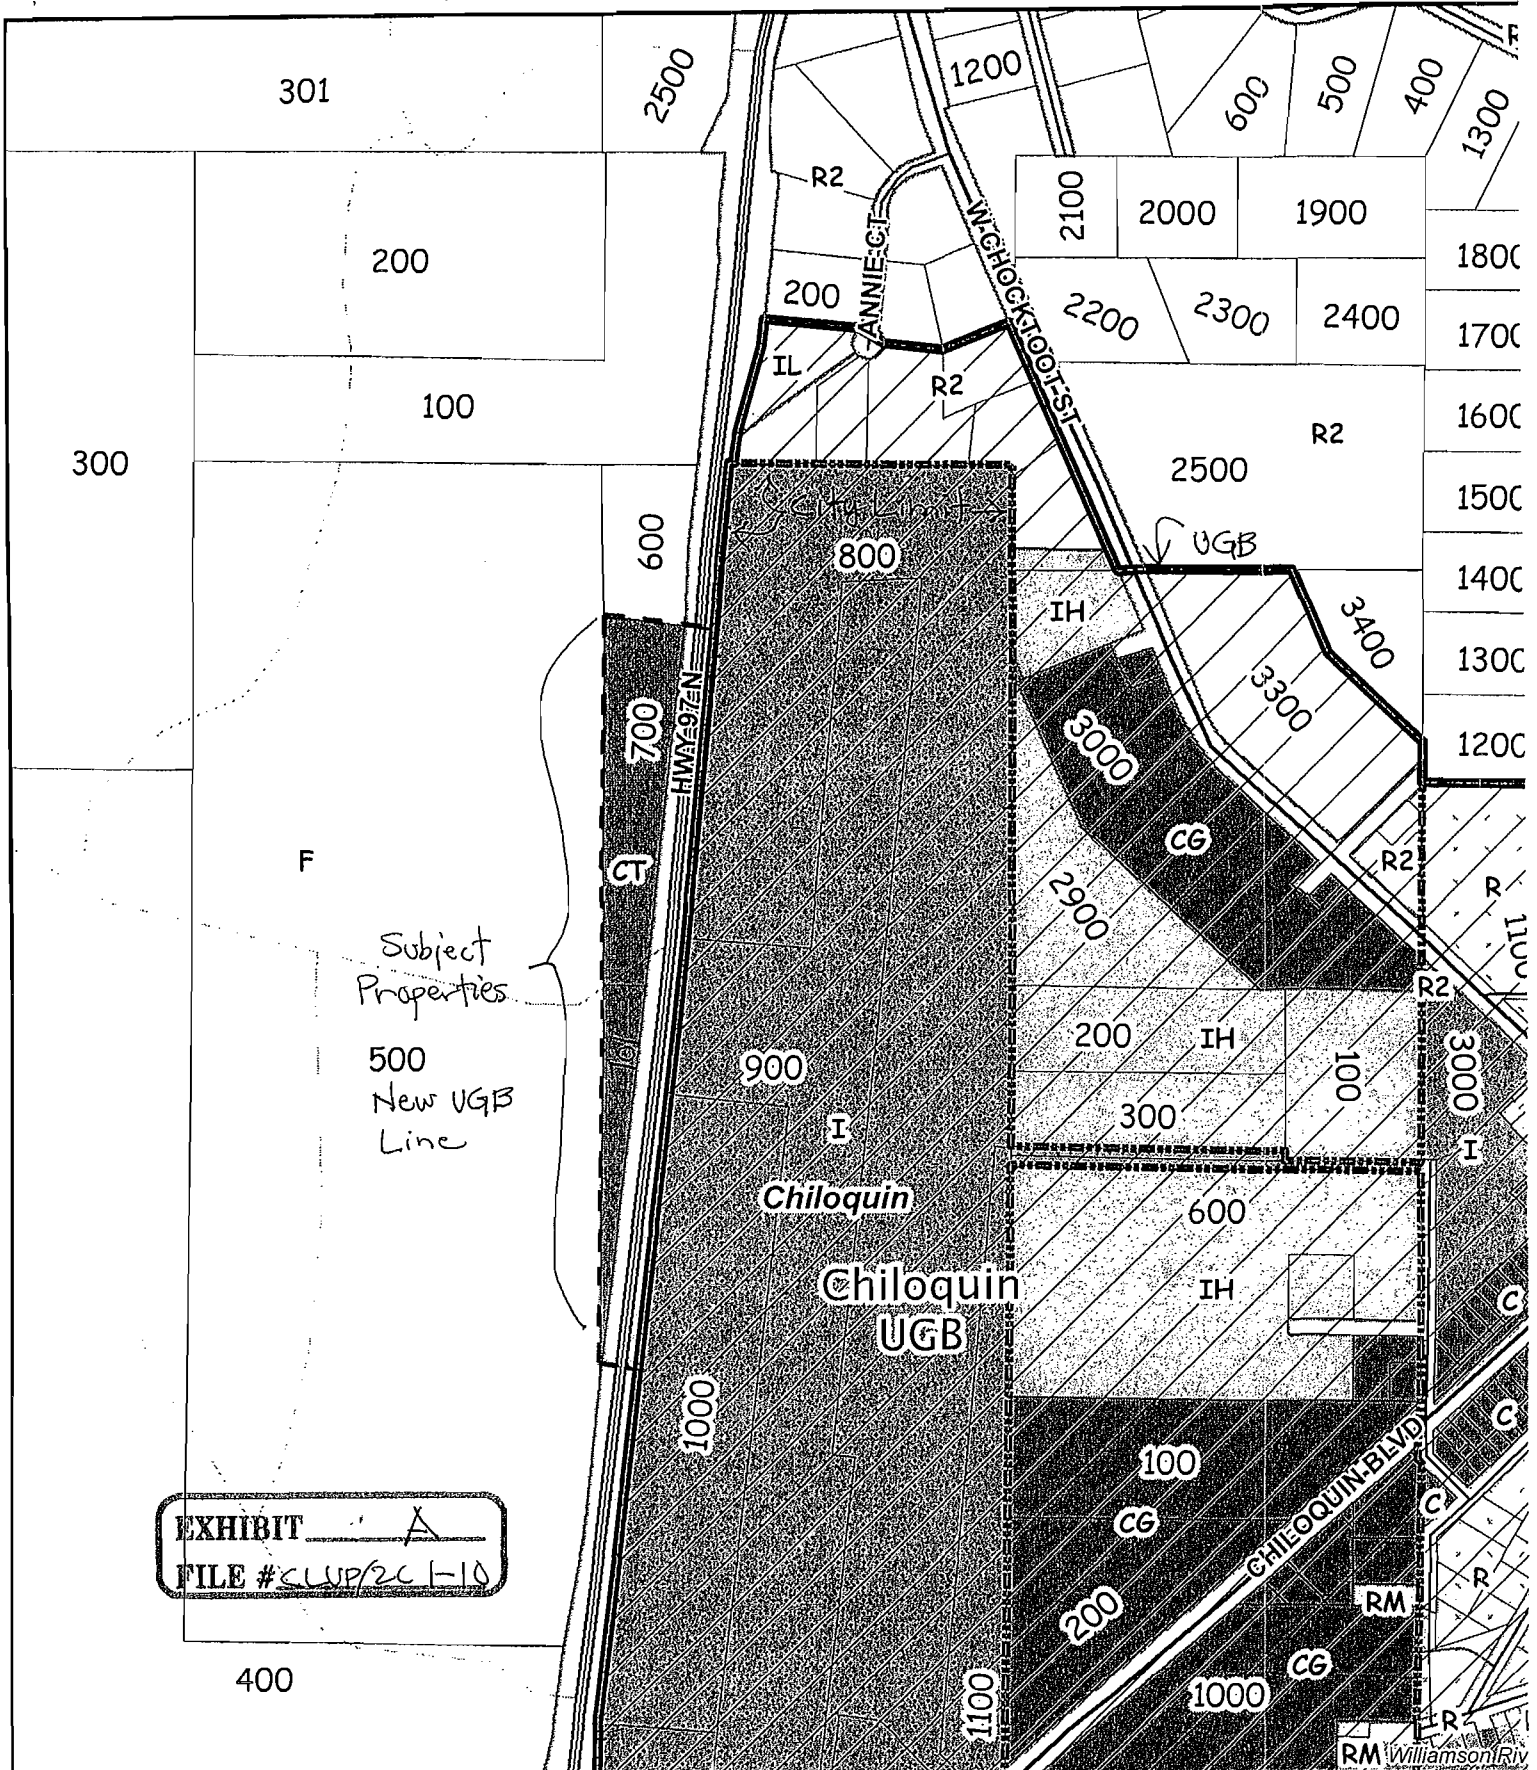 301
2500
1200
600
500
400
1300
R
R2
2100
2000
1900
200
ANNIE CT
W CHOCKTOOT ST
1800
200
2200
2300
2400
1700
IL
R2
100
R2
1600
300
2500
1500
City Limit
600
800
UGB
1400
IH
3400
1300
700
HWY 97 N
3000
3300
1200
CT
CG
R2
F
2900
R
1100
Subject
Properties
R2
500
New UGB
Line
900
200
IH
100
3000
300
I
I
Chiloquin
600
Chiloquin
UGB
IH
C
1000
C
100
CHILOQUIN BLVD
C
CG
EXHIBIT A
FILE # CLUP/ZC 1-10
R
RM
200
CG
400
1100
1000
R
RM
Williamson Riv